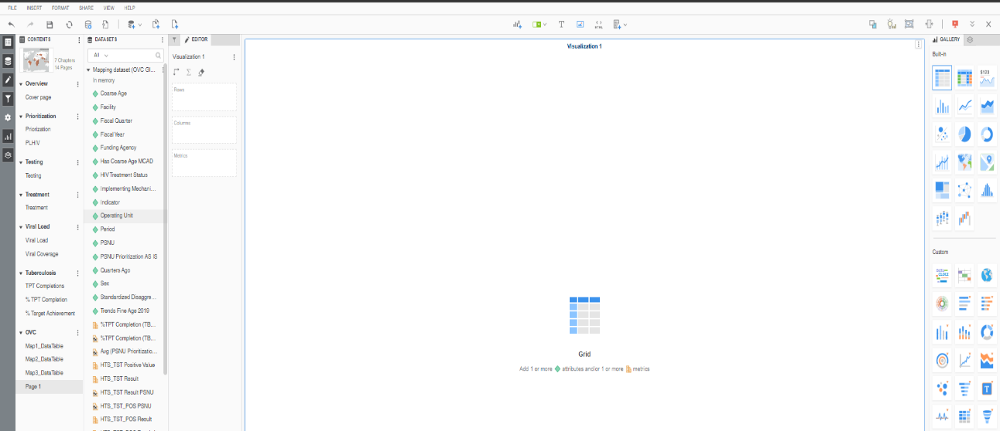 FILE INSERT FORMAT SHARE VIEW HELP
CONTENTS
7 Chapters
14 Pages
Overview
Cover page
Prioritization
Priorization
PLHIV
Testing
Testing
Treatment
Treatment
Viral Load
Viral Load
Viral Coverage
Tuberculosis
TPT Completions
% TPT Completion
% Target Achievement
OVC
Map1_DataTable
Map2_DataTable
Map3_DataTable
Page 1
DATASETS
All
Mapping dataset (OVC Gl...
In memory
Coarse Age
Facility
Fiscal Quarter
Fiscal Year
Funding Agency
Has Coarse Age MCAD
HIV Treatment Status
Implementing Mechani...
Indicator
Operating Unit
Period
PSNU
PSNU Prioritization AS IS
Quarters Ago
Sex
Standardized Disaggre...
Trends Fine Age 2019
%TPT Completion (TB...
%TPT Completion (TB...
Avg (PSNU Prioritizatio...
HTS_TST Positive Value
HTS_TST Result
HTS_TST Result PSNU
HTS_TST_POS PSNU
HTS_TST_POS Result
EDITOR
Visualization 1
Rows
Columns
Metrics
Visualization 1
Grid
Add 1 or more attributes and/or 1 or more metrics
GALLERY
Built-in
$123
Custom